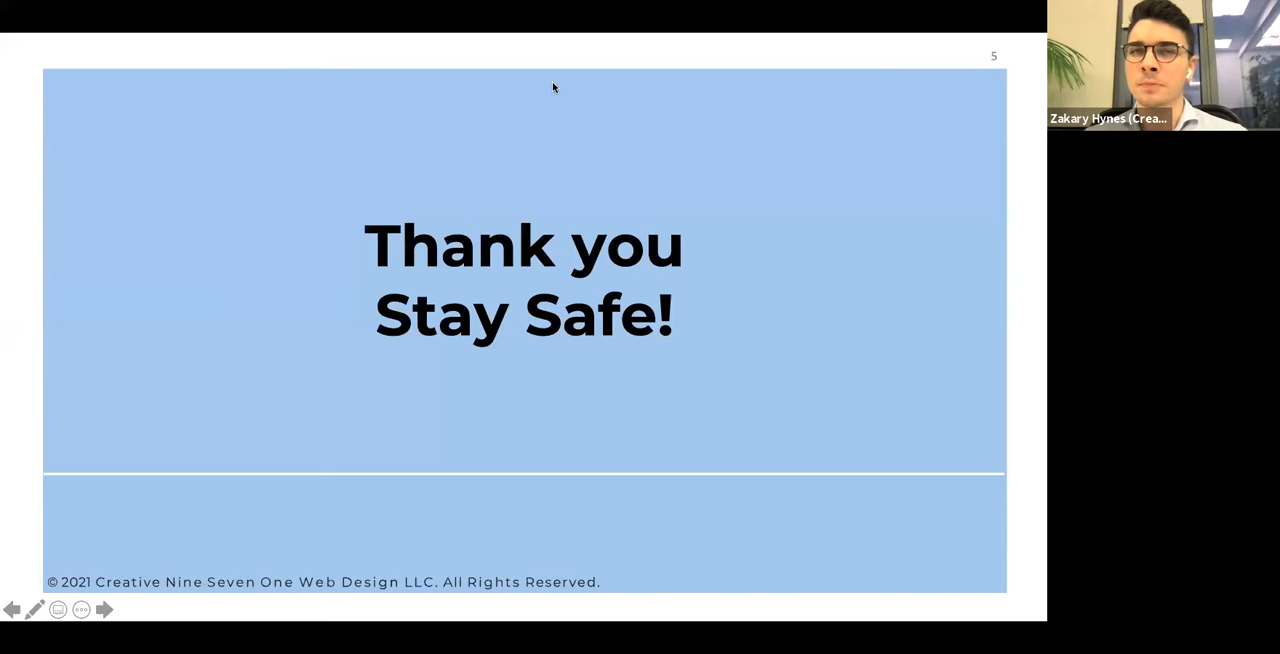 5
Zakary Hynes (Crea...
Thank you
Stay Safe!
© 2021 Creative Nine Seven One Web Design LLC. All Rights Reserved.